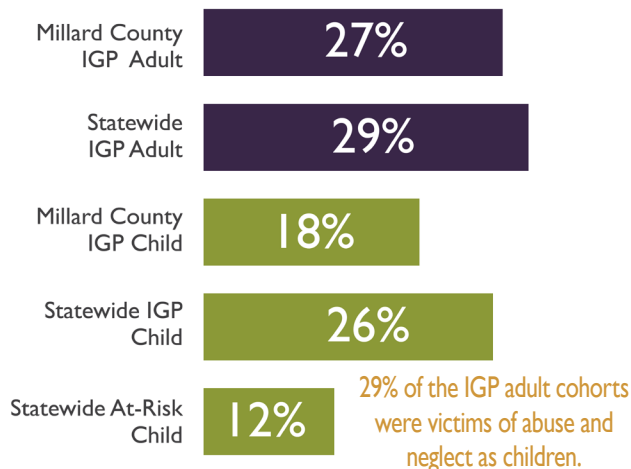 Millard County
IGP Adult
27%
Statewide
IGP Adult
29%
Millard County
IGP Child
18%
Statewide IGP
Child
26%
Statewide At-Risk
Child
12%
29% of the IGP adult cohorts
were victims of abuse and
neglect as children.